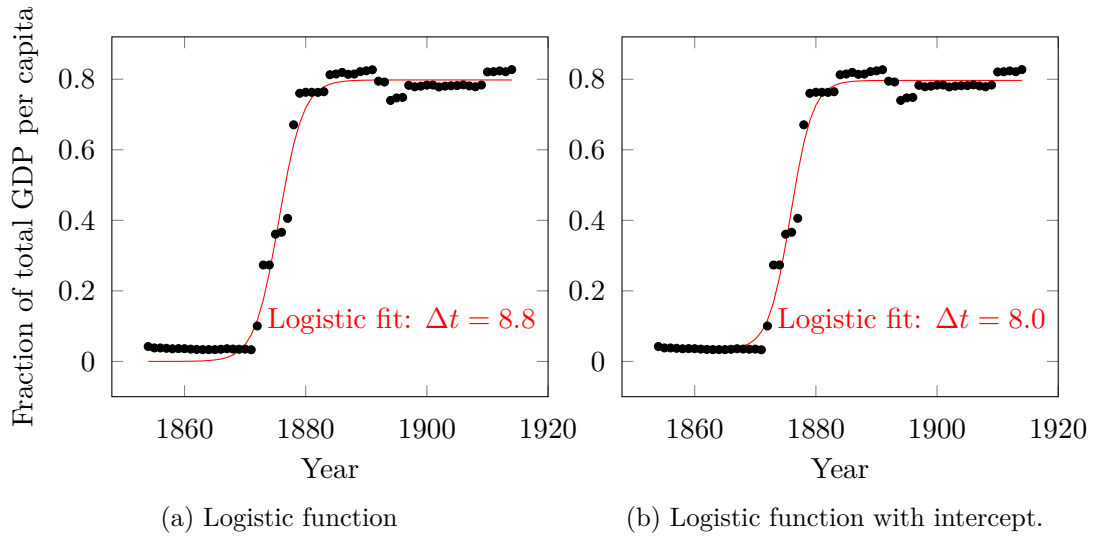 Fraction of total GDP per capita
0.8
0.6
0.4
0.2
0
Logistic fit: Δt = 8.8
1860 1880 1900 1920
Year
(a) Logistic function
0.8
0.6
0.4
0.2
0
Logistic fit: Δt = 8.0
1860 1880 1900 1920
Year
(b) Logistic function with intercept.